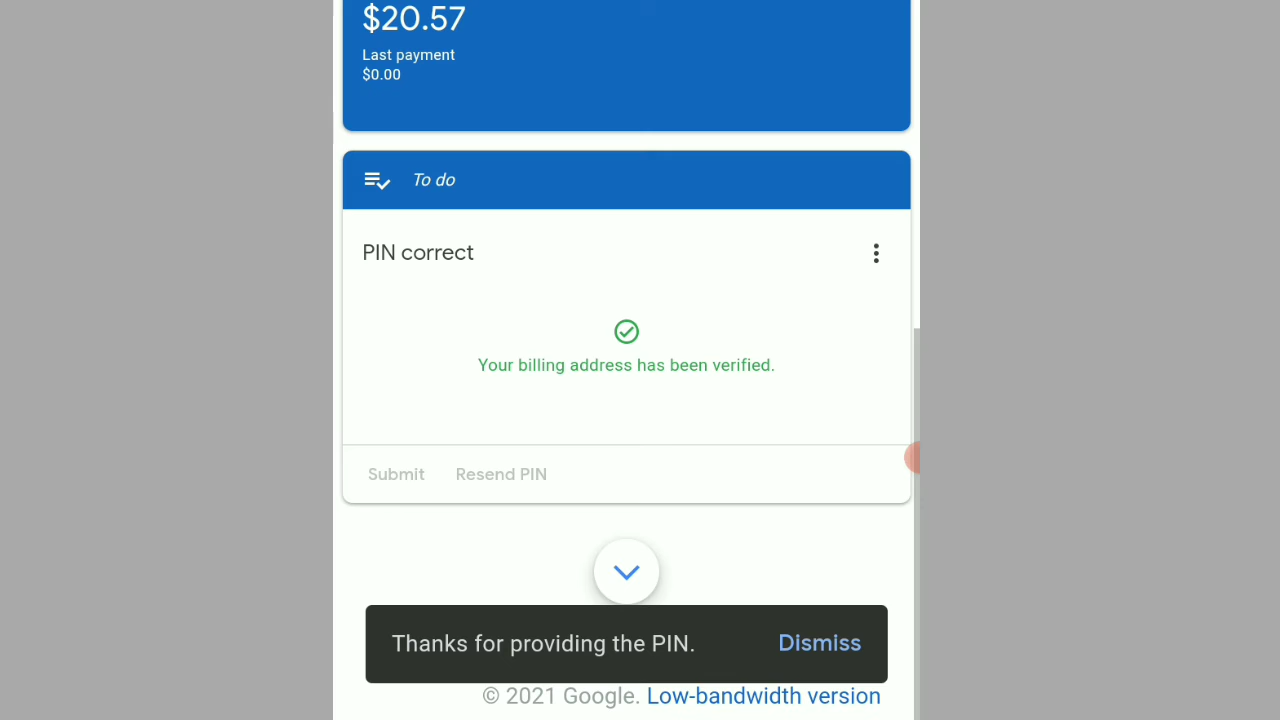 $20.57
Last payment
$0.00
To do
PIN correct
Your billing address has been verified.
Submit Resend PIN
Thanks for providing the PIN. Dismiss
© 2021 Google. Low-bandwidth version